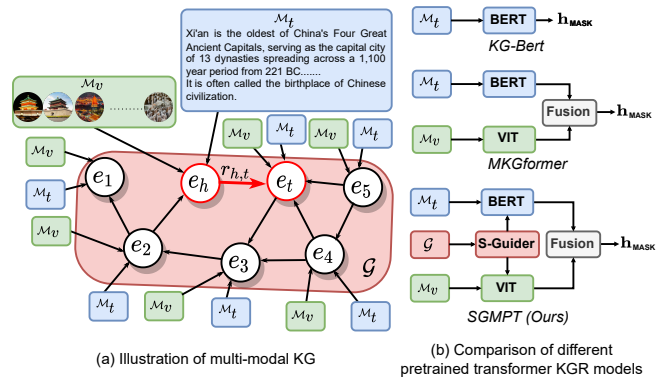 ℳt
Xi'an is the oldest of China's Four Great
Ancient Capitals, serving as the capital city
of 13 dynasties spreading across a 1,100
year period from 221 BC.......
It is often called the birthplace of Chinese
civilization.
ℳv
............
ℳv ℳt ℳv ℳt
ℳv
ℳt
ℳv
e1 eh rh,t et e5
e2 e3 e4 𝒢
ℳt ℳv ℳt ℳv ℳt
(a) Illustration of multi-modal KG
ℳt BERT hMASK
KG-Bert
ℳt BERT
Fusion hMASK
ℳv VIT
MKGformer
ℳt BERT
𝒢 S-Guider Fusion hMASK
ℳv VIT
SGMPT (Ours)
(b) Comparison of different
pretrained transformer KGR models